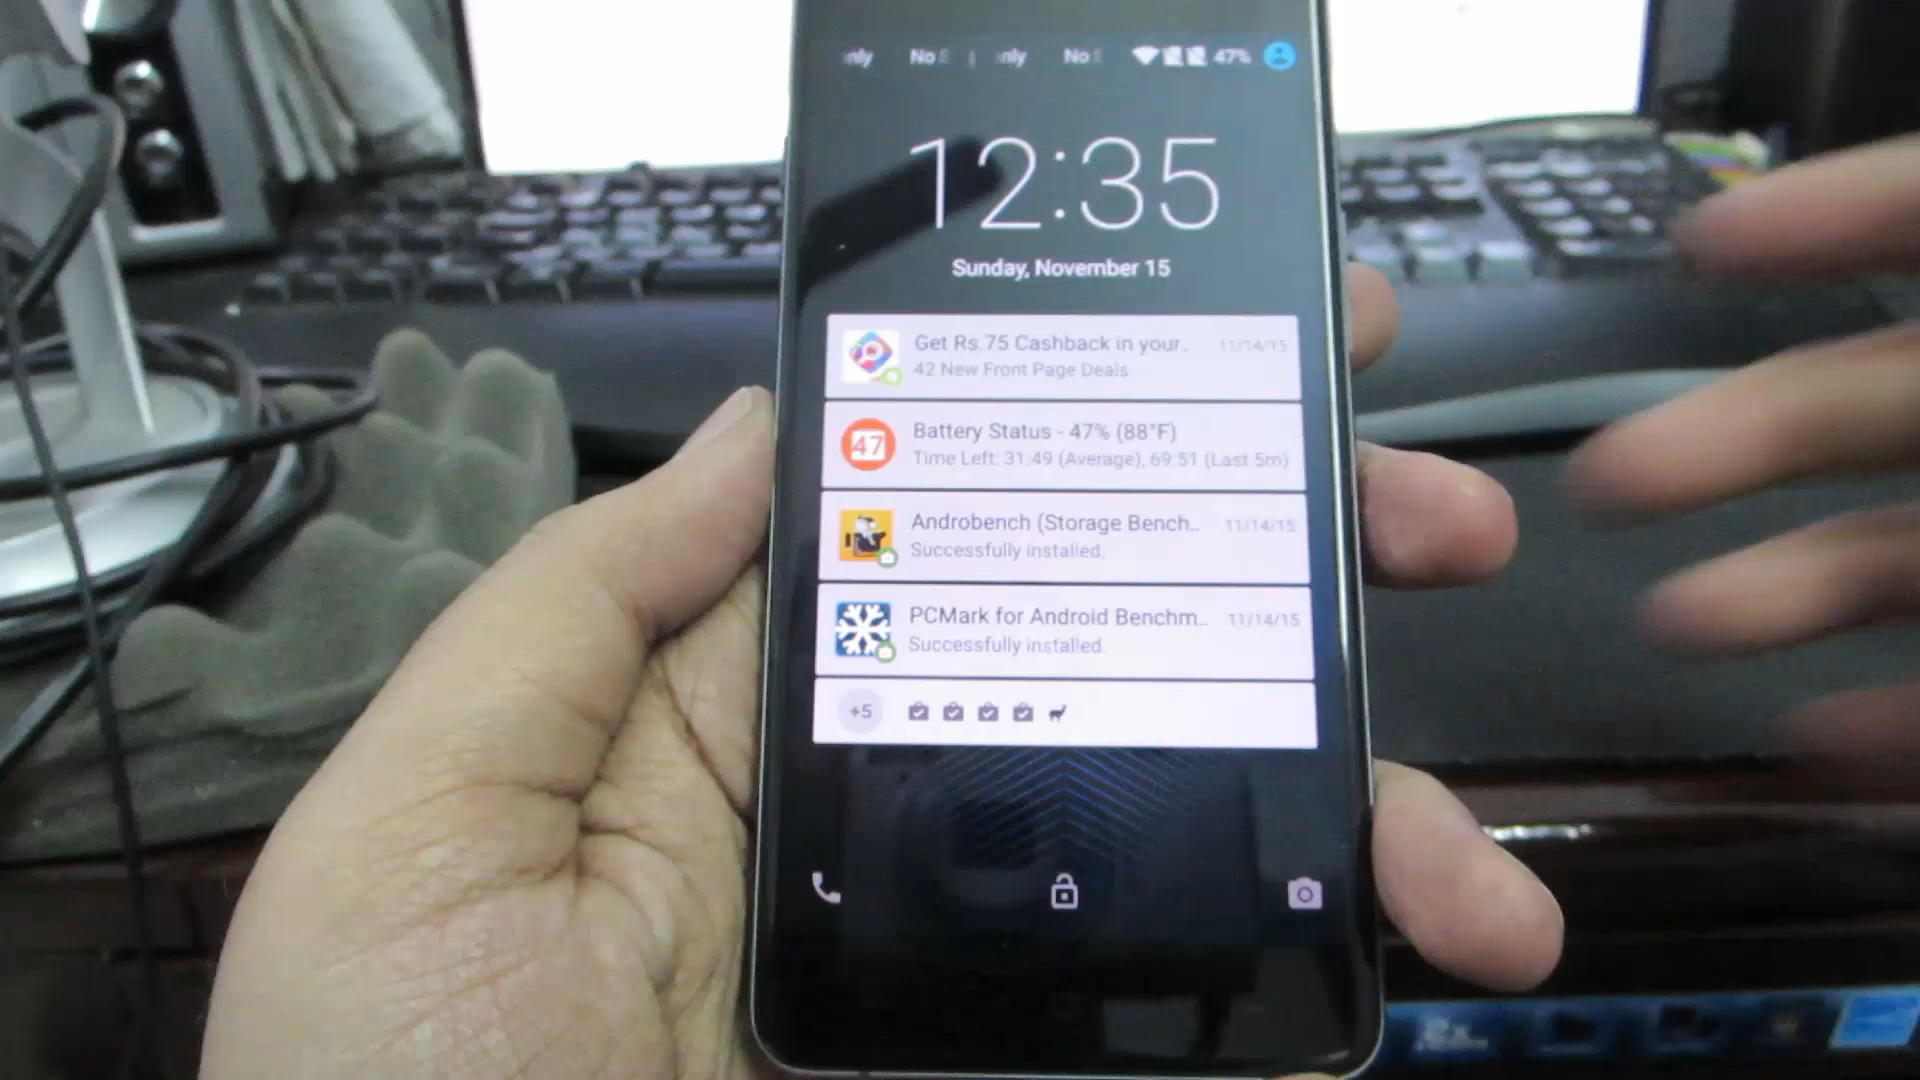 nly No | nly No 47%
12:35
Sunday, November 15
Get Rs.75 Cashback in your.. 11/14/15
42 New Front Page Deals
47
Battery Status - 47% (88°F)
Time Left: 31:49 (Average), 69:51 (Last 5m)
Androbench (Storage Bench.. 11/14/15
Successfully installed.
PCMark for Android Benchm.. 11/14/15
Successfully installed.
+5